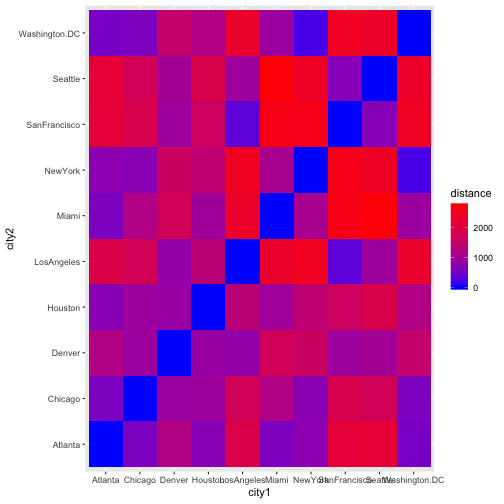 Washington.DC
Seattle
SanFrancisco
NewYork
Miami
LosAngeles
Houston
Denver
Chicago
Atlanta
city2
Atlanta Chicago Denver Houston LosAngeles Miami NewYork SanFrancisco Seattle Washington.DC
city1
distance
2000
1000
0